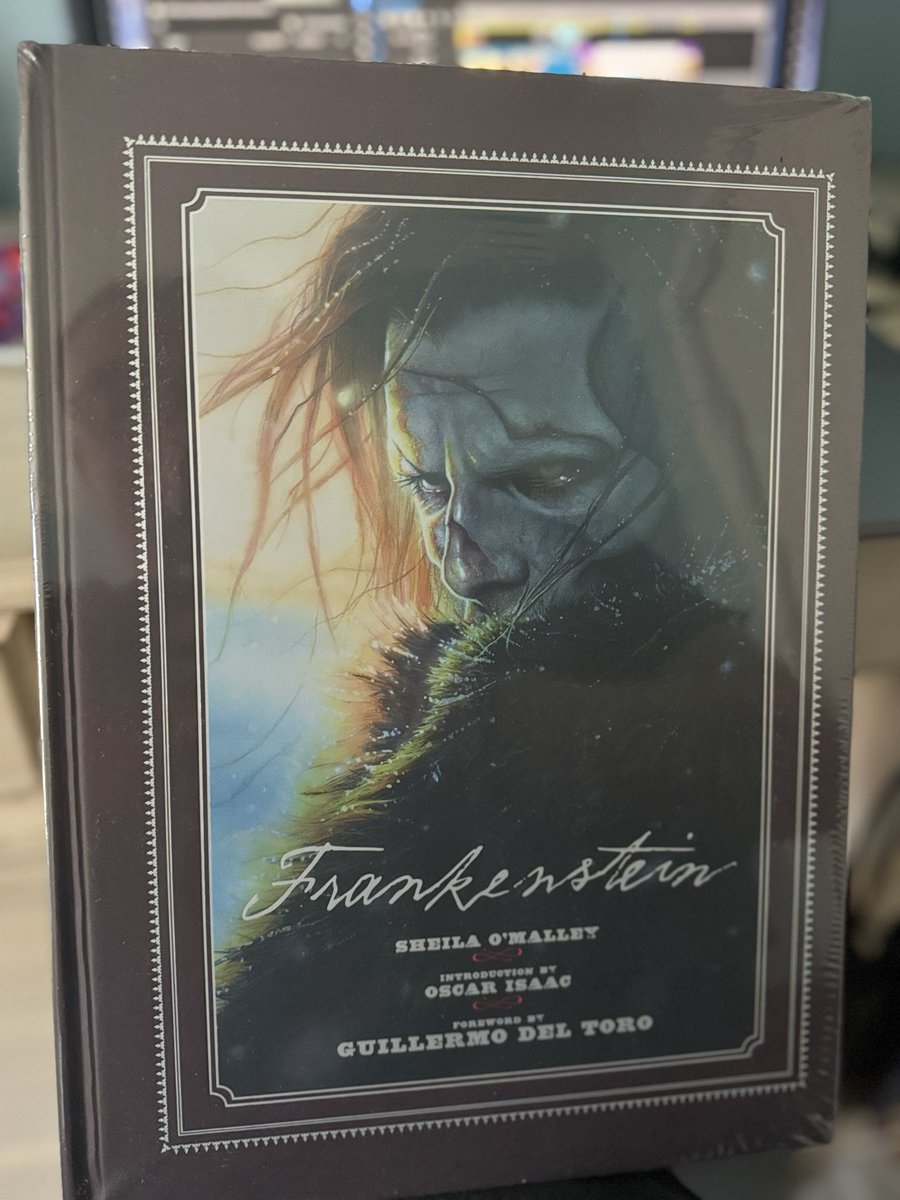 Frankenstein
SHEILA O'MALLEY
INTRODUCTION BY
OSCAR ISAAC
FOREWORD BY
GUILLERMO DEL TORO